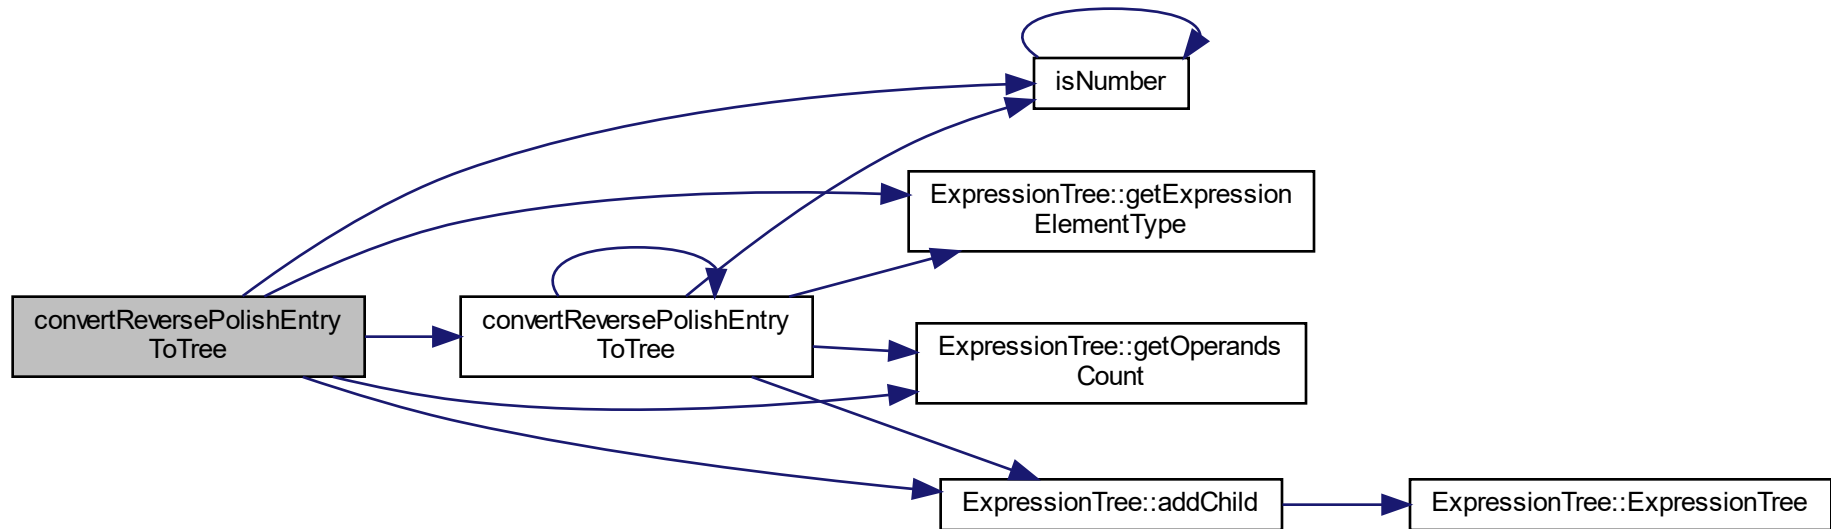 isNumber
ExpressionTree::getExpression
ElementType
convertReversePolishEntry
ToTree
convertReversePolishEntry
ToTree
ExpressionTree::getOperands
Count
ExpressionTree::addChild
ExpressionTree::ExpressionTree